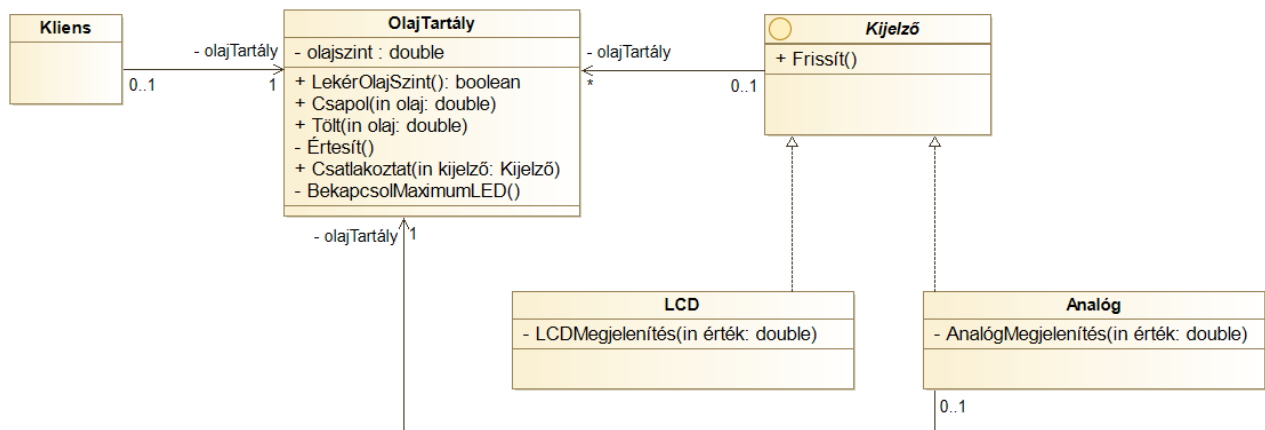 Kliens
- olajTartály
0..1
1
OlajTartály
- olajszint : double
+ LekérOlajSzint(): boolean
+ Csapol(in olaj: double)
+ Tölt(in olaj: double)
- Értesít()
+ Csatlakoztat(in kijelző: Kijelző)
- BekapcsolMaximumLED()
- olajTartály
*
0..1
Kijelző
+ Frissít()
- olajTartály
1
LCD
- LCDMegjelenítés(in érték: double)
Analóg
- AnalógMegjelenítés(in érték: double)
0..1